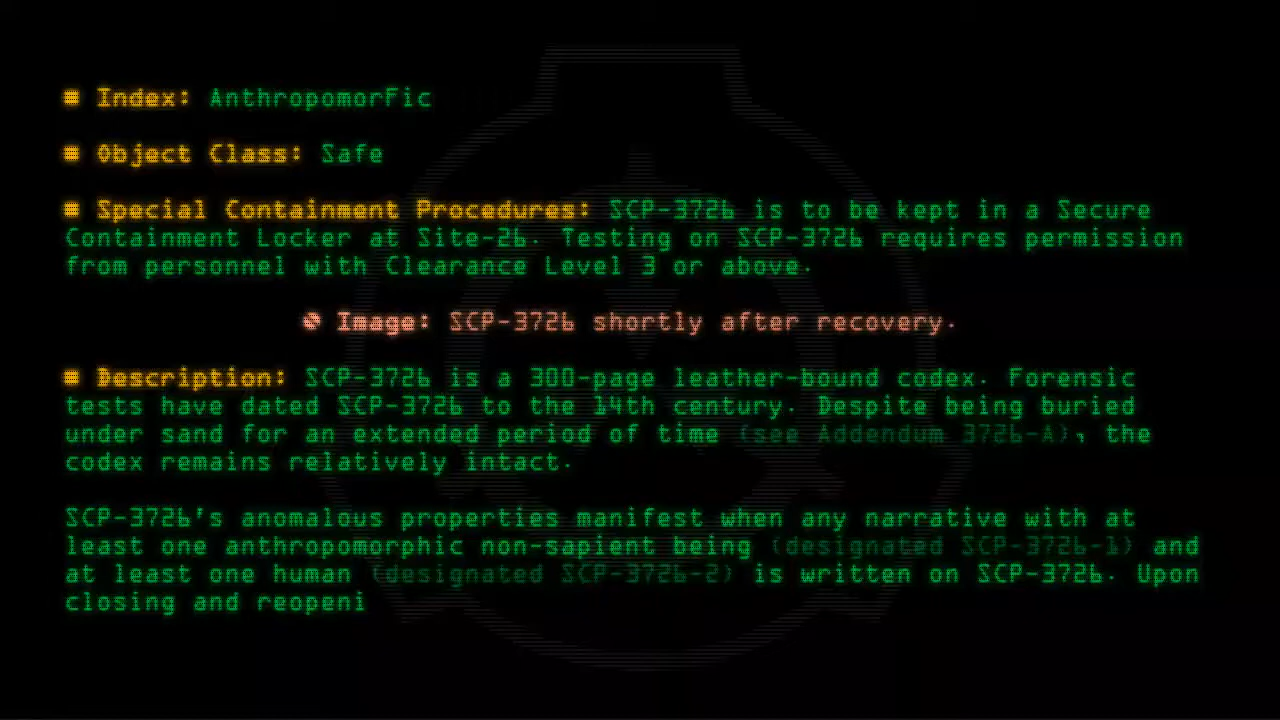 # Index: AnthropomorFic
# Object Class: Safe
# Special Containment Procedures: SCP-3726 is to be kept in a Secure
Containment Locker at Site-26. Testing on SCP-3726 requires permission
from personnel with Clearance Level 3 or above.
@ Image: SCP-3726 shortly after recovery.
# Description: SCP-3726 is a 300-page leather-bound codex. Forensic
tests have dated SCP-3726 to the 14th century. Despite being buried
under sand for an extended period of time (see Addendum 3726-A), the
codex remains relatively intact.
SCP-3726's anomalous properties manifest when any narrative with at
least one anthropomorphic non-sapient being (designated SCP-3726-1) and
at least one human (designated SCP-3726-2) is written on SCP-3726. Upon
closing and reopeni